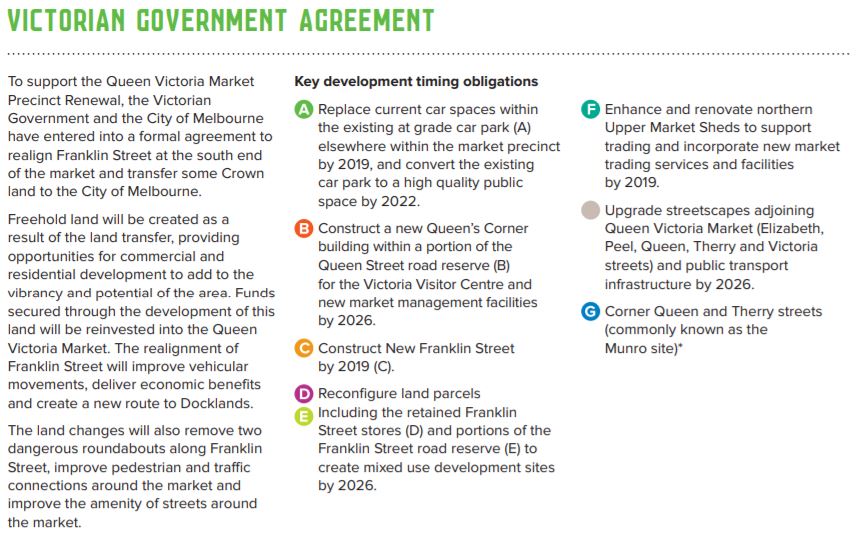 VICTORIAN GOVERNMENT AGREEMENT
To support the Queen Victoria Market
Precinct Renewal, the Victorian
Government and the City of Melbourne
have entered into a formal agreement to
realign Franklin Street at the south end
of the market and transfer some Crown
land to the City of Melbourne.
Freehold land will be created as a
result of the land transfer, providing
opportunities for commercial and
residential development to add to the
vibrancy and potential of the area. Funds
secured through the development of this
land will be reinvested into the Queen
Victoria Market. The realignment of
Franklin Street will improve vehicular
movements, deliver economic benefits
and create a new route to Docklands.
The land changes will also remove two
dangerous roundabouts along Franklin
Street, improve pedestrian and traffic
connections around the market and
improve the amenity of streets around
the market.
Key development timing obligations
A Replace current car spaces within
the existing at grade car park (A)
elsewhere within the market precinct
by 2019, and convert the existing
car park to a high quality public
space by 2022.
B Construct a new Queen's Corner
building within a portion of the
Queen Street road reserve (B)
for the Victoria Visitor Centre and
new market management facilities
by 2026.
C Construct New Franklin Street
by 2019 (C).
D Reconfigure land parcels
E Including the retained Franklin
Street stores (D) and portions of the
Franklin Street road reserve (E) to
create mixed use development sites
by 2026.
F Enhance and renovate northern
Upper Market Sheds to support
trading and incorporate new market
trading services and facilities
by 2019.
Upgrade streetscapes adjoining
Queen Victoria Market (Elizabeth,
Peel, Queen, Therry and Victoria
streets) and public transport
infrastructure by 2026.
G Corner Queen and Therry streets
(commonly known as the
Munro site)*